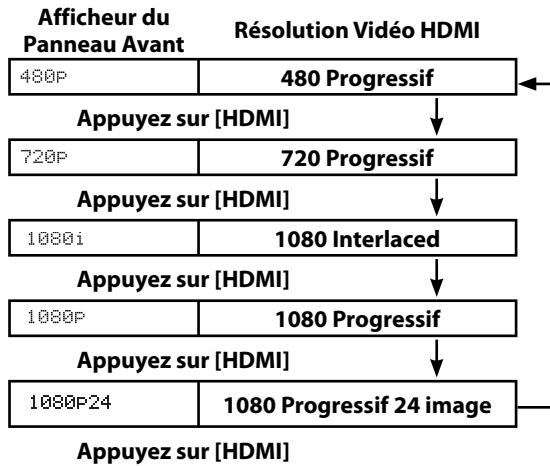 Afficheur du Panneau Avant
Résolution Vidéo HDMI
480p 480 Progressif
Appuyez sur [HDMI]
720p 720 Progressif
Appuyez sur [HDMI]
1080i 1080 Interlaced
Appuyez sur [HDMI]
1080p 1080 Progressif
Appuyez sur [HDMI]
1080p24 1080 Progressif 24 image
Appuyez sur [HDMI]